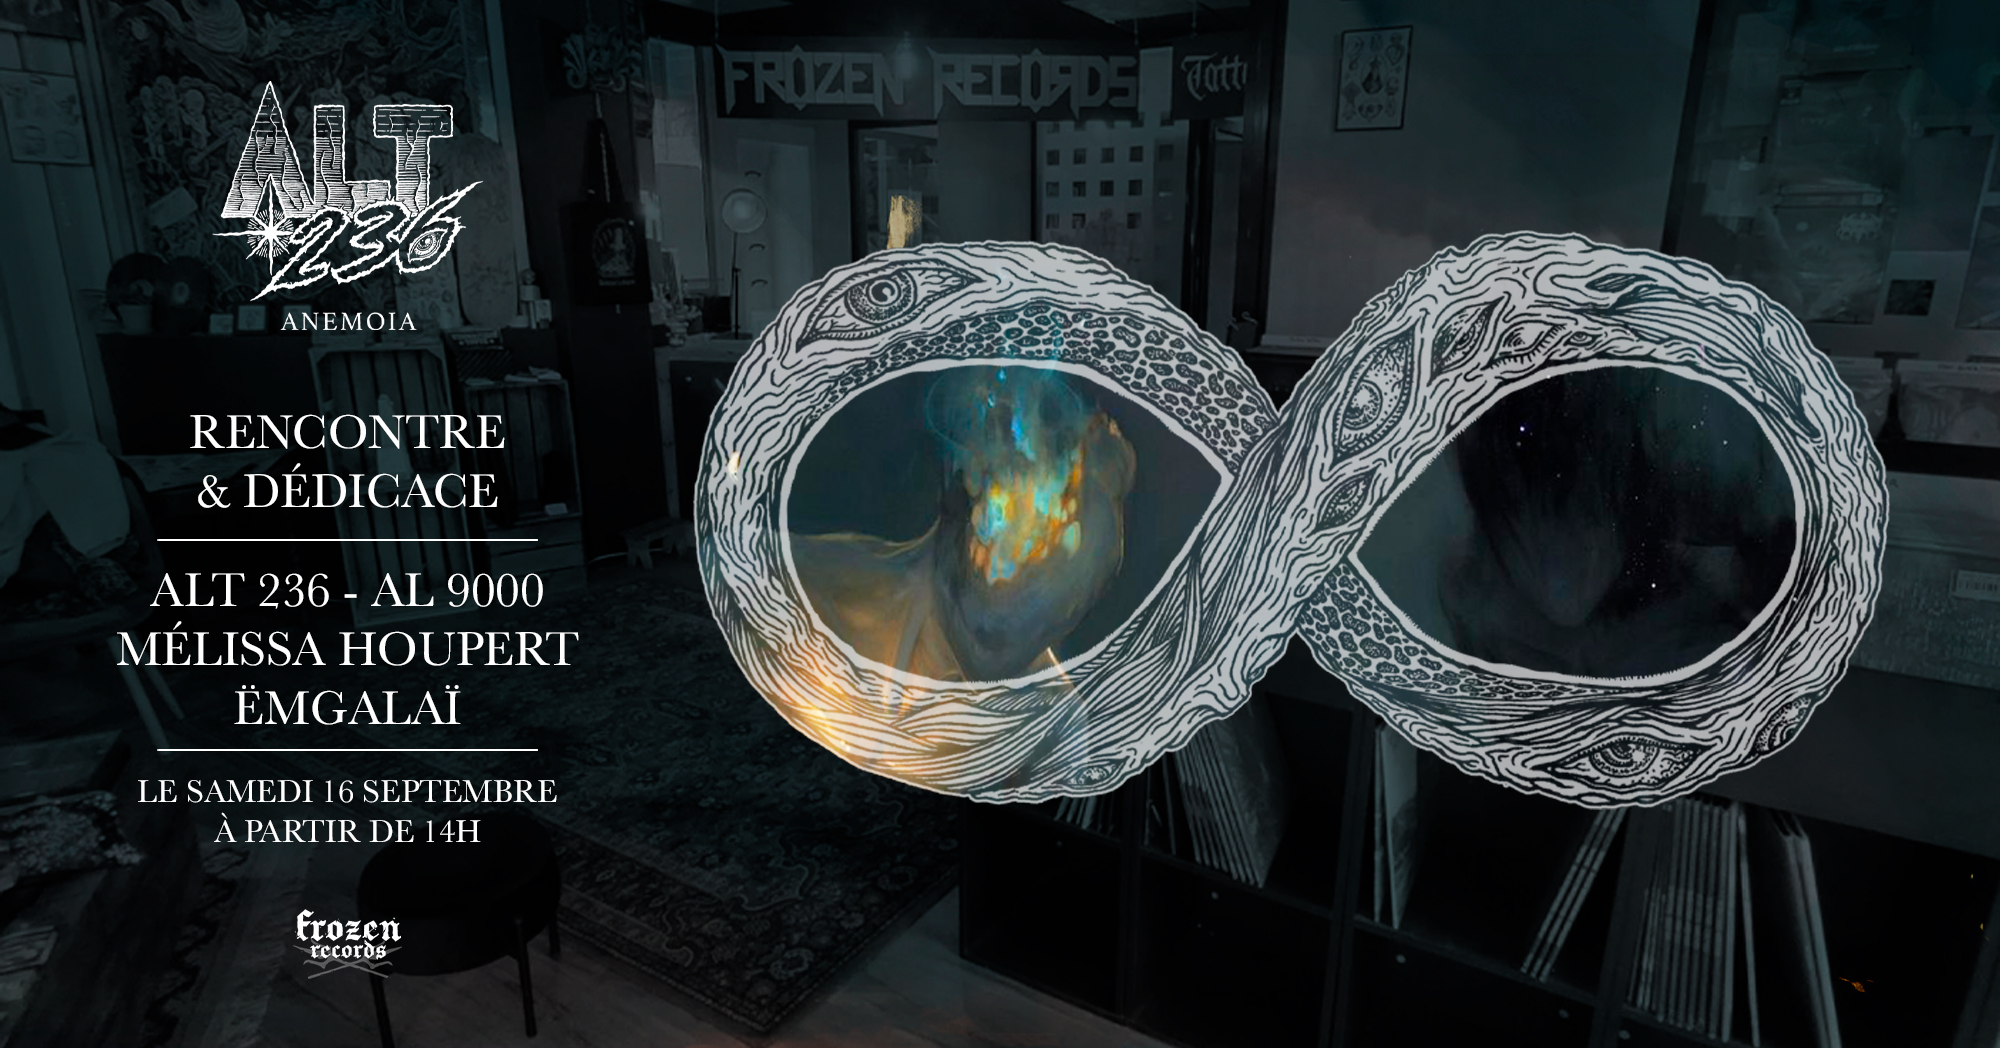 ALT
236
ANEMOIA
RENCONTRE
& DÉDICACE
ALT 236 - AL 9000
MÉLISSA HOUPERT
ËMGALAÏ
LE SAMEDI 16 SEPTEMBRE
À PARTIR DE 14H
frozen
records
FROZEN RECORDS